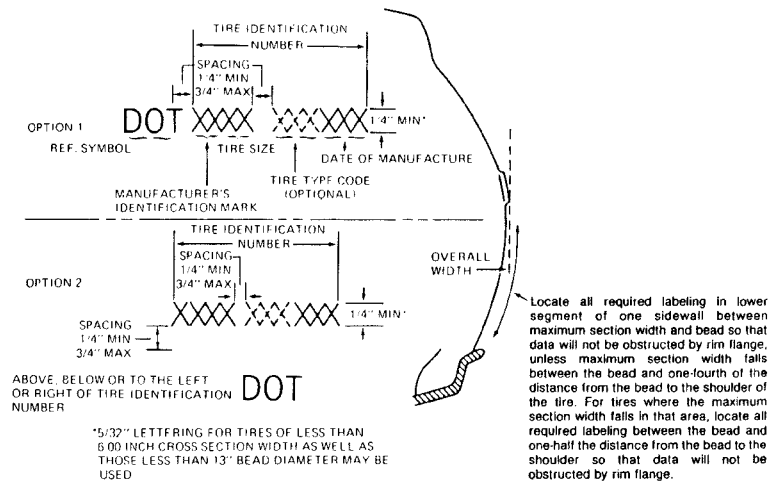 TIRE IDENTIFICATION
NUMBER
SPACING
1/4" MIN
3/4" MAX
OPTION 1
DOT
1/4" MIN*
REF. SYMBOL
TIRE SIZE
DATE OF MANUFACTURE
TIRE TYPE CODE
(OPTIONAL)
MANUFACTURER'S
IDENTIFICATION MARK
TIRE IDENTIFICATION
NUMBER
SPACING
1/4" MIN
3/4" MAX
OPTION 2
1/4" MIN*
SPACING
1/4" MIN
3/4" MAX
ABOVE, BELOW OR TO THE LEFT
OR RIGHT OF TIRE IDENTIFICATION
NUMBER
DOT
*5/32" LETTERING FOR TIRES OF LESS THAN
6.00 INCH CROSS SECTION WIDTH AS WELL AS
THOSE LESS THAN 13" BEAD DIAMETER MAY BE
USED
OVERALL
WIDTH
Locate all required labeling in lower
segment of one sidewall between
maximum section width and bead so that
data will not be obstructed by rim flange,
unless maximum section width falls
between the bead and one-fourth of the
distance from the bead to the shoulder of
the tire. For tires where the maximum
section width falls in that area, locate all
required labeling between the bead and
one-half the distance from the bead to the
shoulder so that data will not be
obstructed by rim flange.